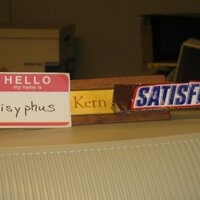 HELLO
my name is
isyphus
Kern
SATISF